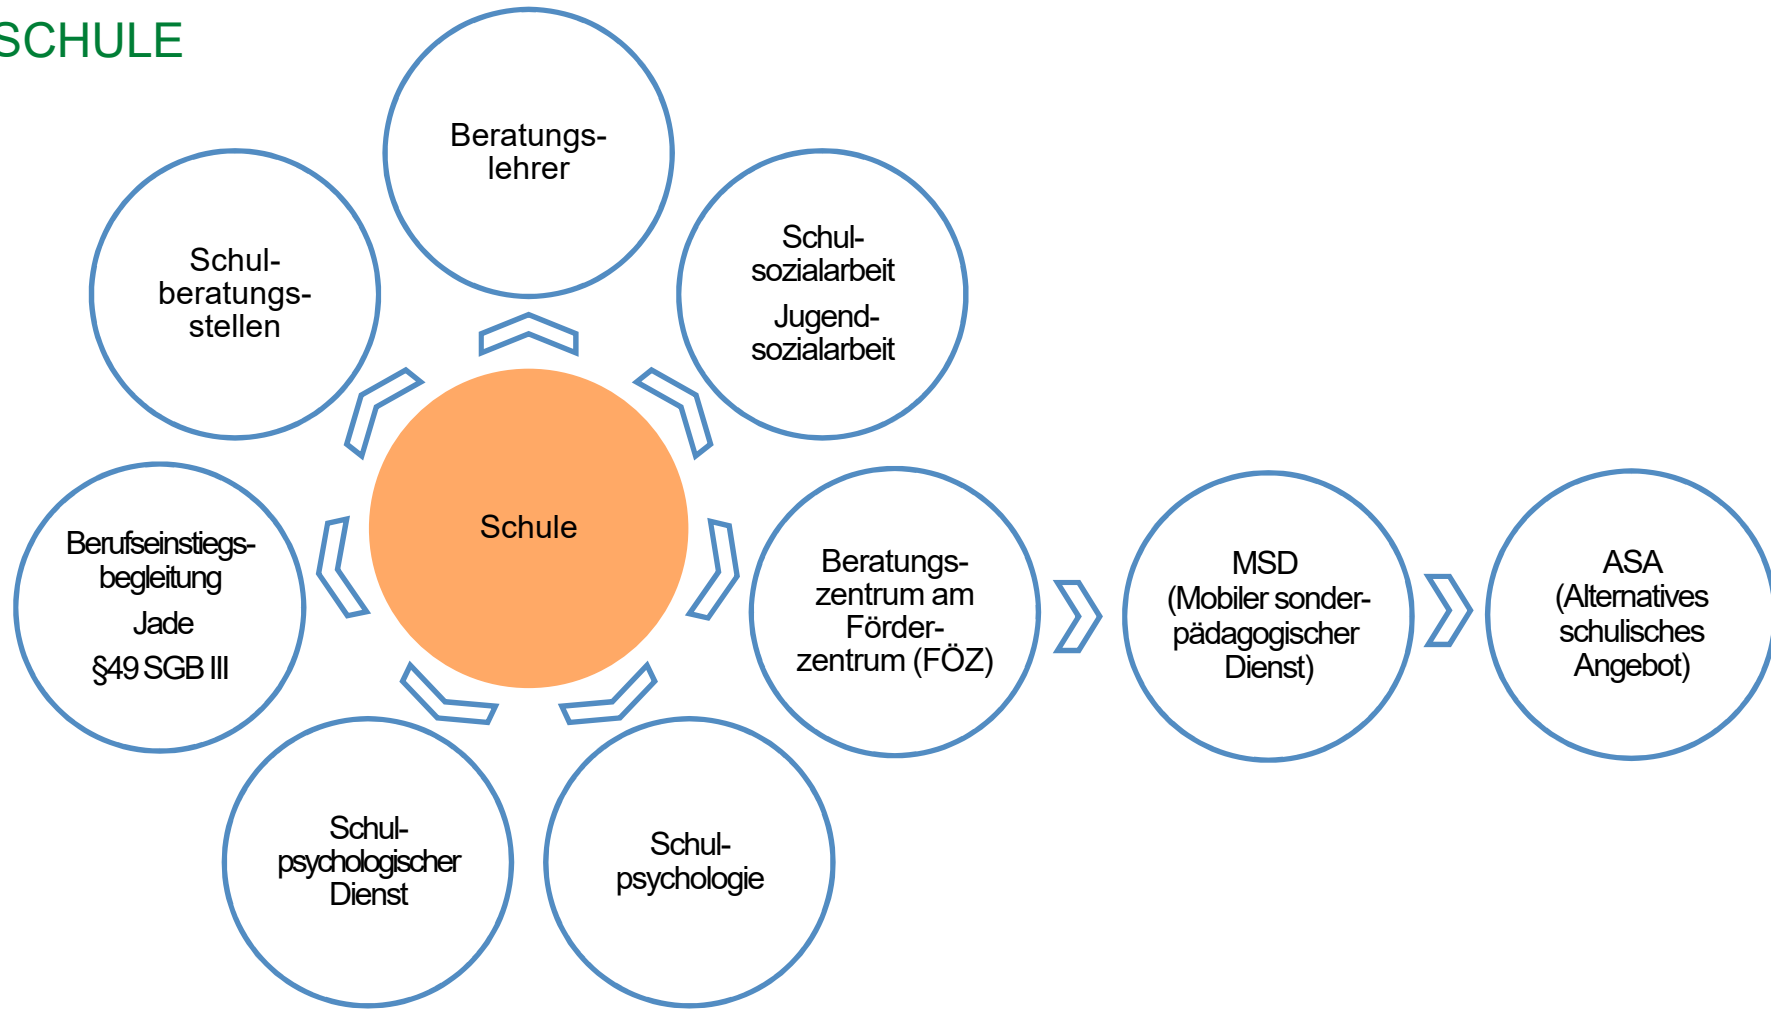 SCHULE
Beratungs-
lehrer
Schul-
sozialarbeit
Jugend-
sozialarbeit
Schul-
beratungs-
stellen
Schule
Berufseinstiegs-
begleitung
Jade
§49 SGB III
Beratungs-
zentrum am
Förder-
zentrum (FÖZ)
MSD
(Mobiler sonder-
pädagogischer
Dienst)
ASA
(Alternatives
schulisches
Angebot)
Schul-
psychologischer
Dienst
Schul-
psychologie